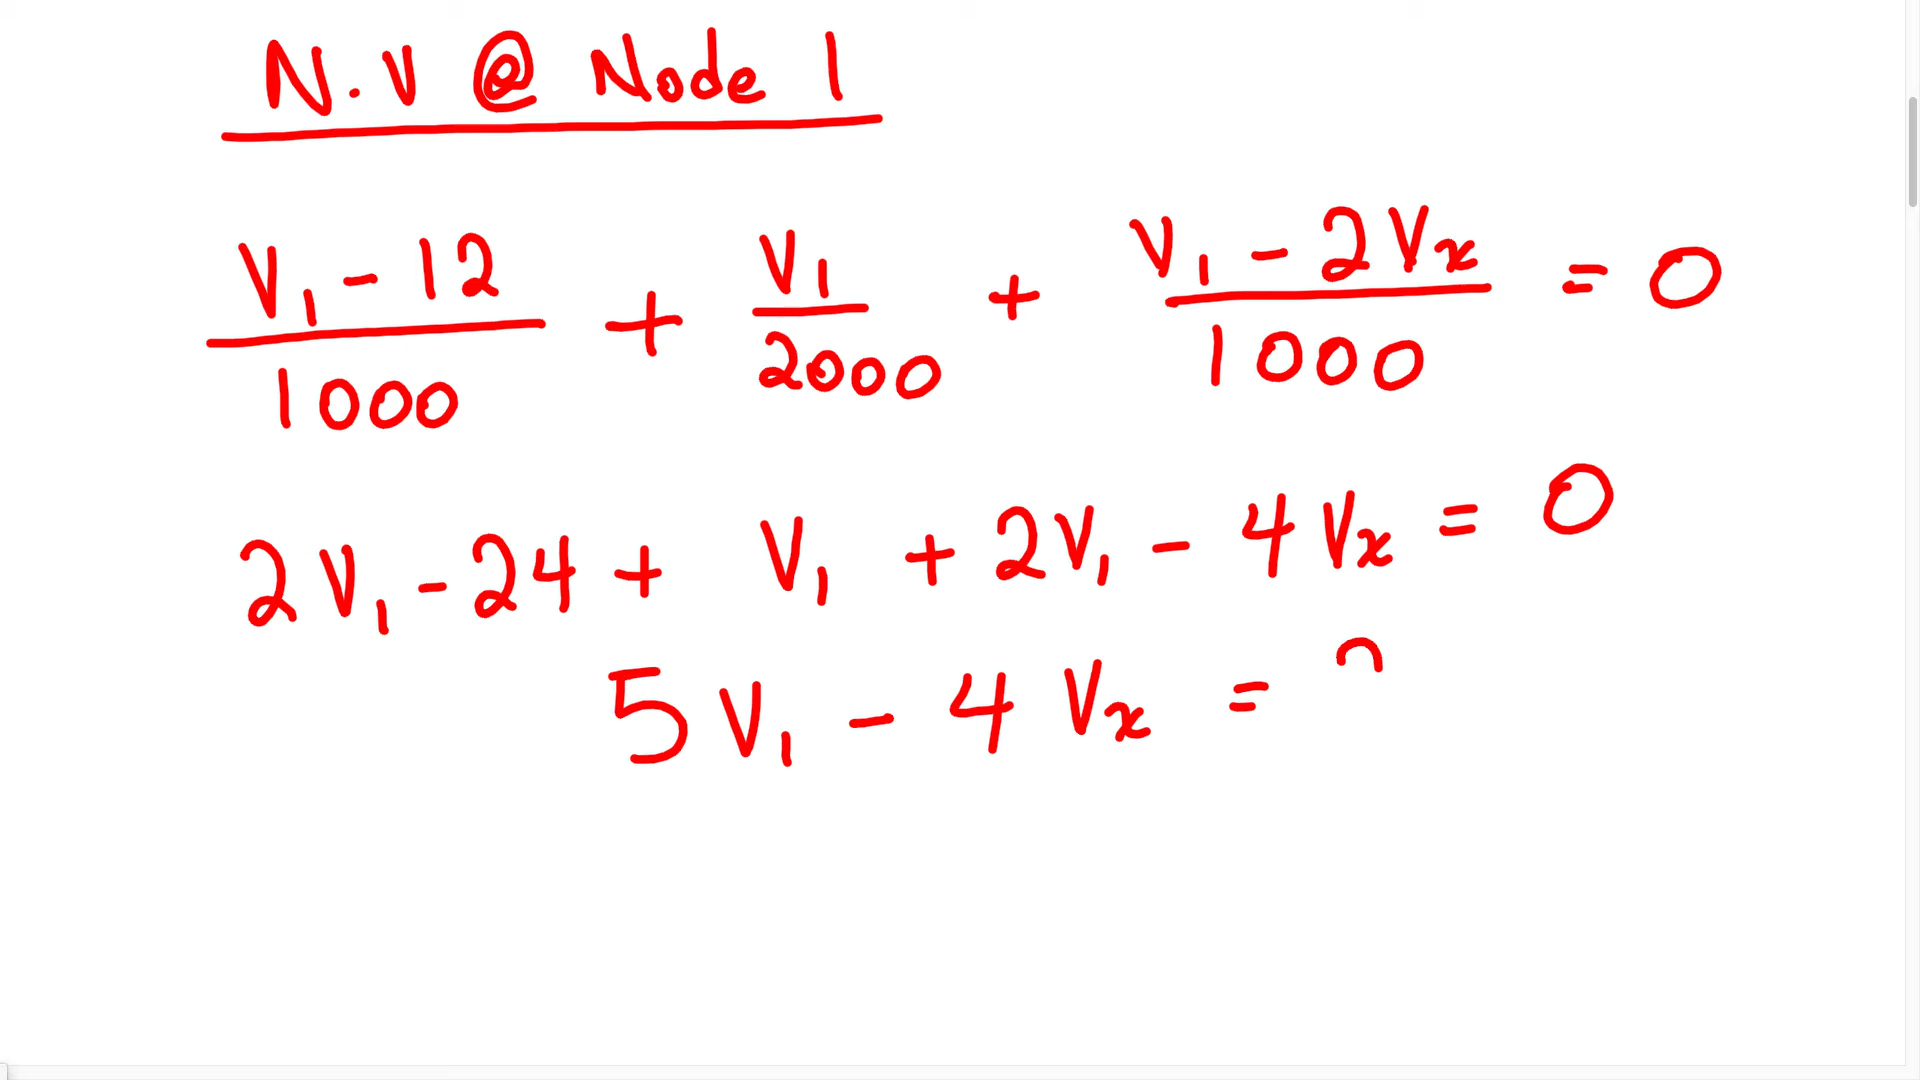 N.V @ Node 1
(V₁ - 12)/1000 + V₁/2000 + (V₁ - 2Vx)/1000 = 0
2V₁ - 24 + V₁ + 2V₁ - 4Vx = 0
5V₁ - 4Vx =